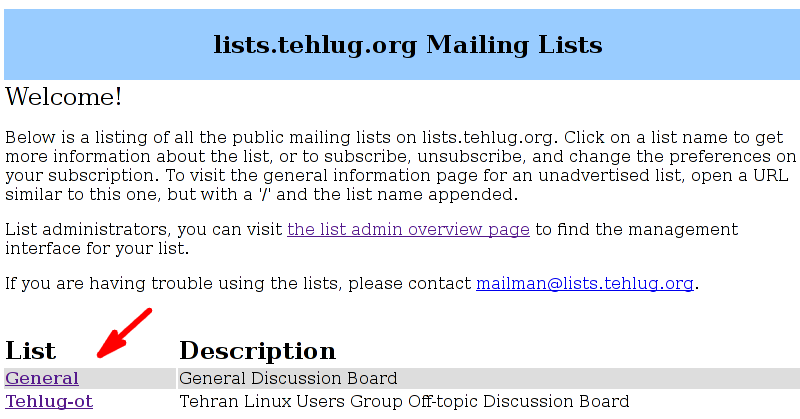 lists.tehlug.org Mailing Lists
Welcome!
Below is a listing of all the public mailing lists on lists.tehlug.org. Click on a list name to get
more information about the list, or to subscribe, unsubscribe, and change the preferences on
your subscription. To visit the general information page for an unadvertised list, open a URL
similar to this one, but with a '/' and the list name appended.
List administrators, you can visit the list admin overview page to find the management
interface for your list.
If you are having trouble using the lists, please contact mailman@lists.tehlug.org.
List Description
General General Discussion Board
Tehlug-ot Tehran Linux Users Group Off-topic Discussion Board